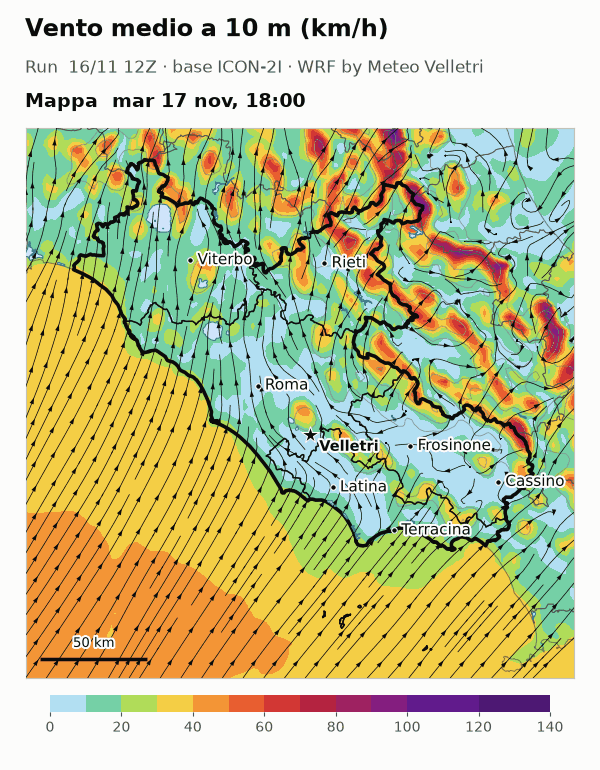 Vento medio a 10 m (km/h)
Run  16/11 12Z · base ICON-2I · WRF by Meteo Velletri
Mappa  mar 17 nov, 18:00
Viterbo
Rieti
Roma
Velletri
Frosinone
Cassino
Latina
Terracina
50 km
0 20 40 60 80 100 120 140